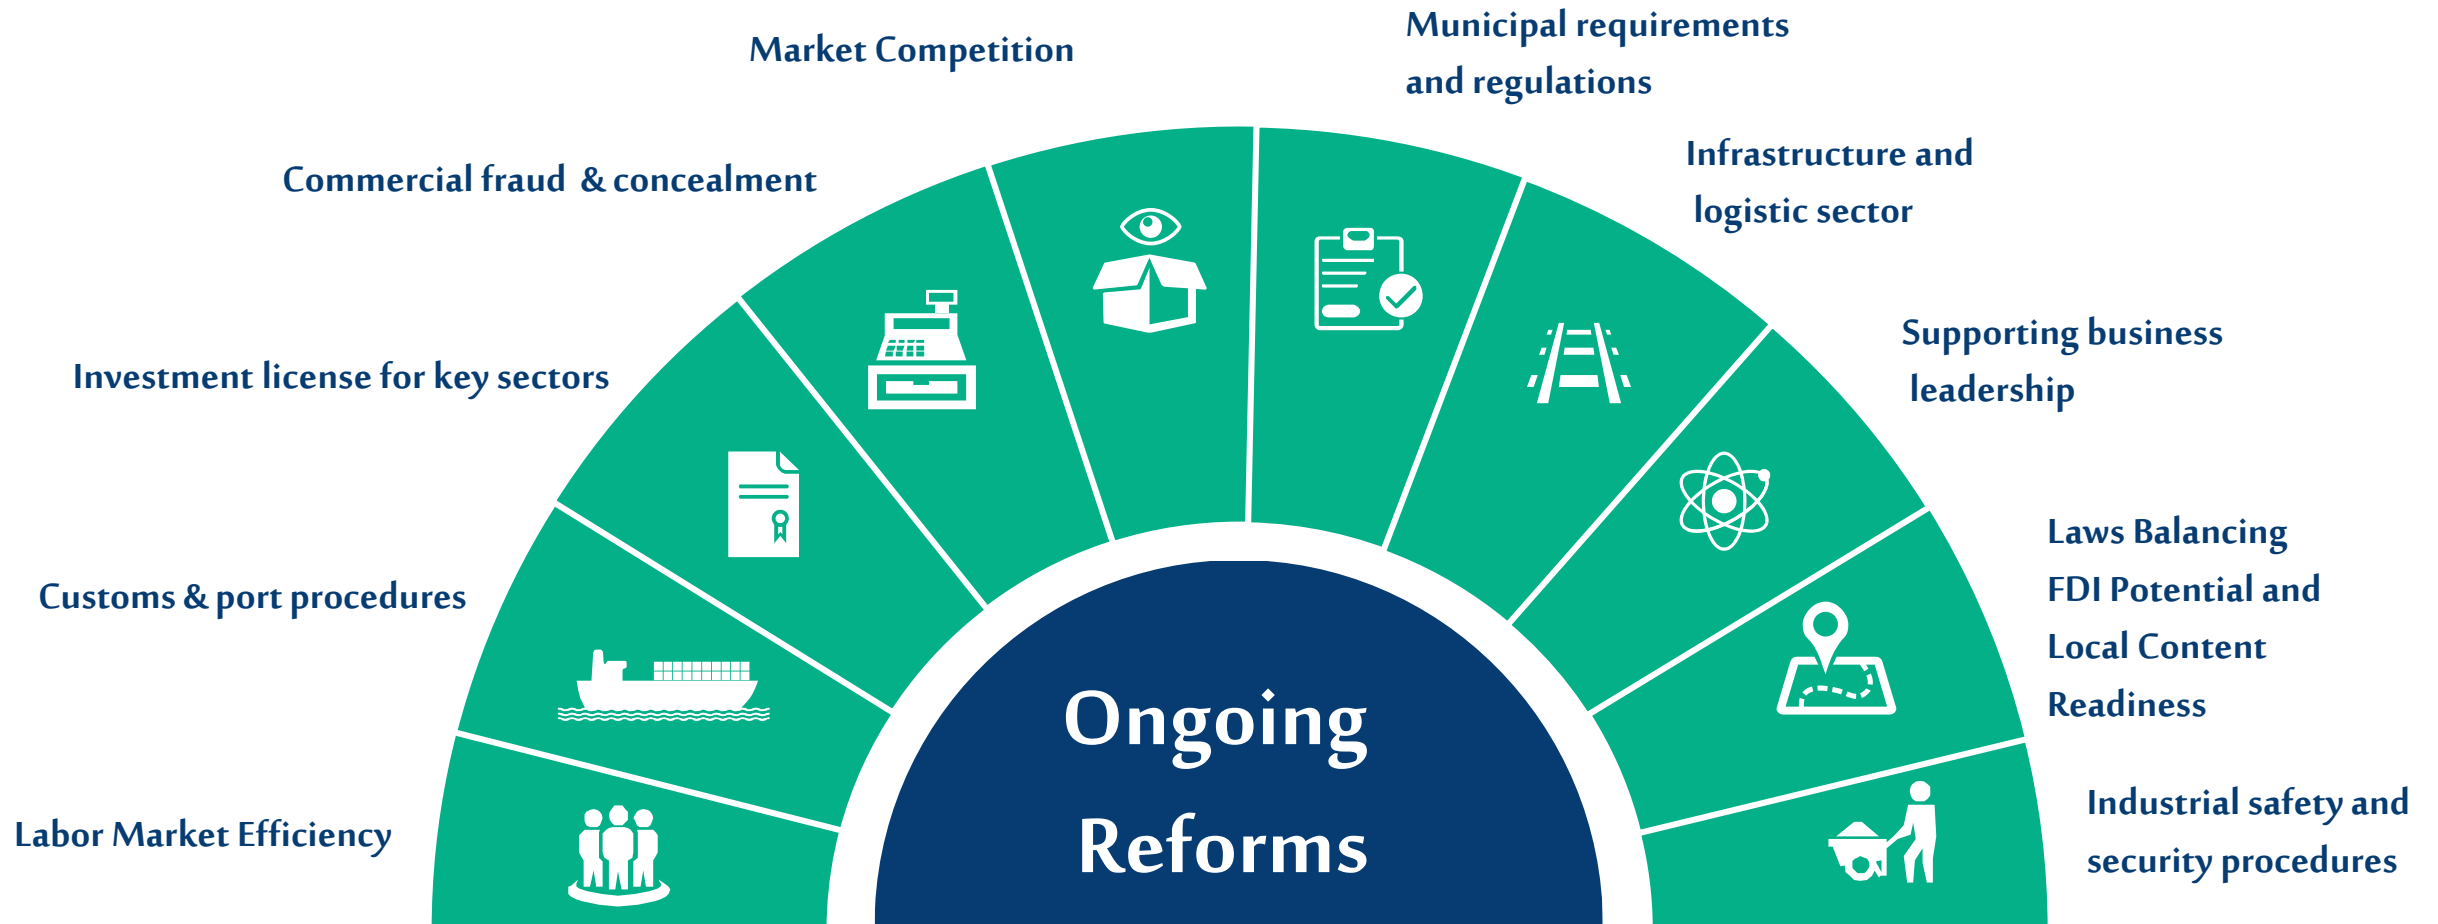 Market Competition
Municipal requirements
and regulations
Commercial fraud & concealment
Infrastructure and
logistic sector
Investment license for key sectors
Supporting business
leadership
Customs & port procedures
Laws Balancing
FDI Potential and
Local Content
Readiness
Labor Market Efficiency
Industrial safety and
security procedures
Ongoing
Reforms